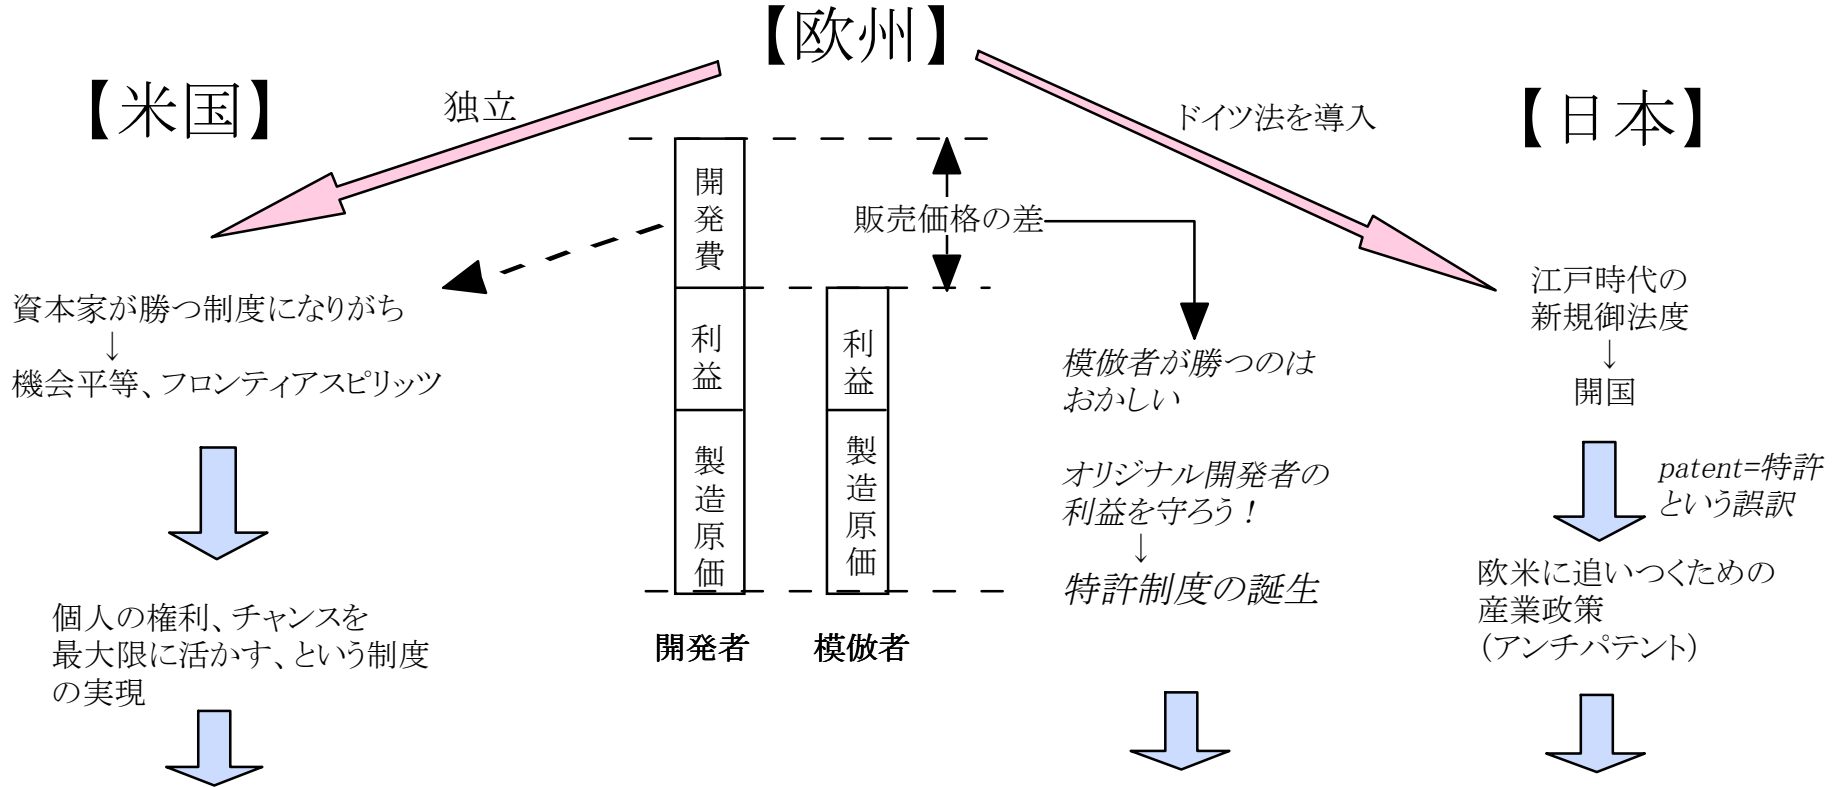 【欧州】
【米国】
独立
ドイツ法を導入
【日本】
開発費
利益
製造原価
開発者
利益
製造原価
模倣者
販売価格の差
資本家が勝つ制度になりがち
↓
機会平等、フロンティアスピリッツ
個人の権利、チャンスを
最大限に活かす、という制度
の実現
模倣者が勝つのは
おかしい
オリジナル開発者の
利益を守ろう！
↓
特許制度の誕生
江戸時代の
新規御法度
↓
開国
patent=特許
という誤訳
欧米に追いつくための
産業政策
（アンチパテント）